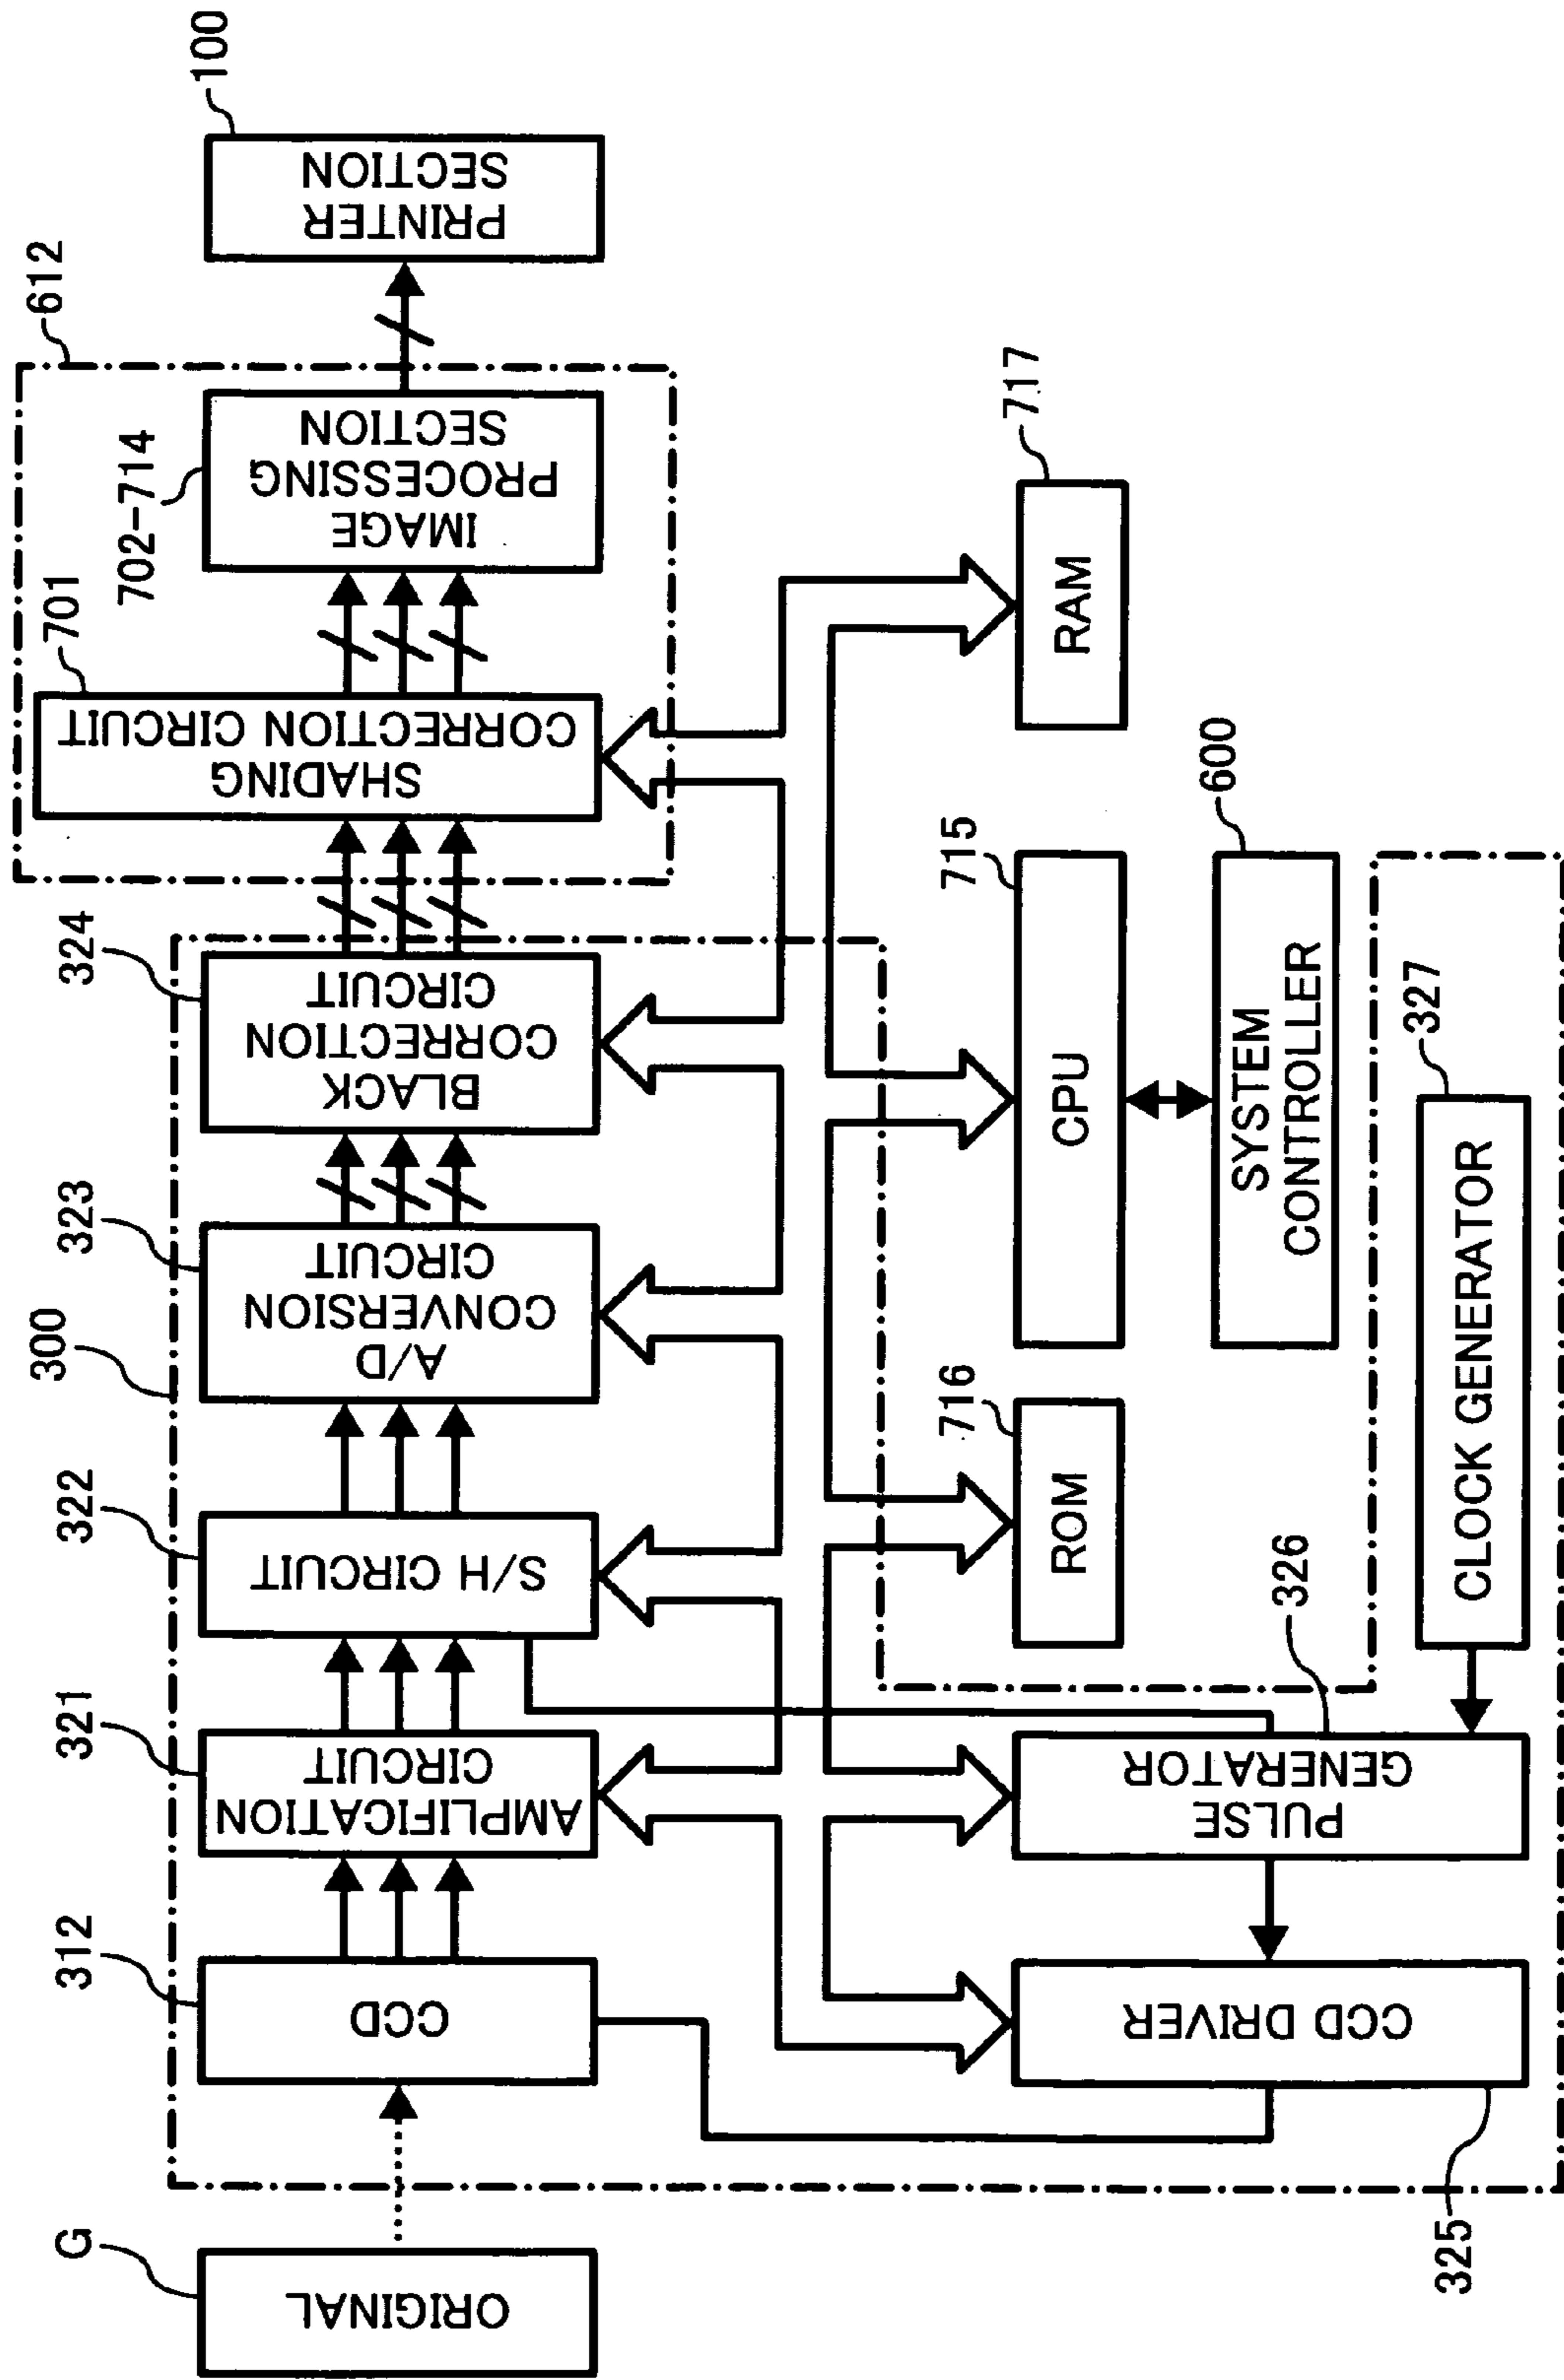 G
ORIGINAL
312
CCD
321
AMPLIFICATION
CIRCUIT
322
S/H CIRCUIT
300
323
A/D
CONVERSION
CIRCUIT
324
BLACK
CORRECTION
CIRCUIT
701
SHADING
CORRECTION CIRCUIT
702-714
IMAGE
PROCESSING
SECTION
612
PRINTER
SECTION
100
325
CCD DRIVER
PULSE
GENERATOR
326
716
ROM
715
CPU
717
RAM
600
SYSTEM
CONTROLLER
327
CLOCK GENERATOR